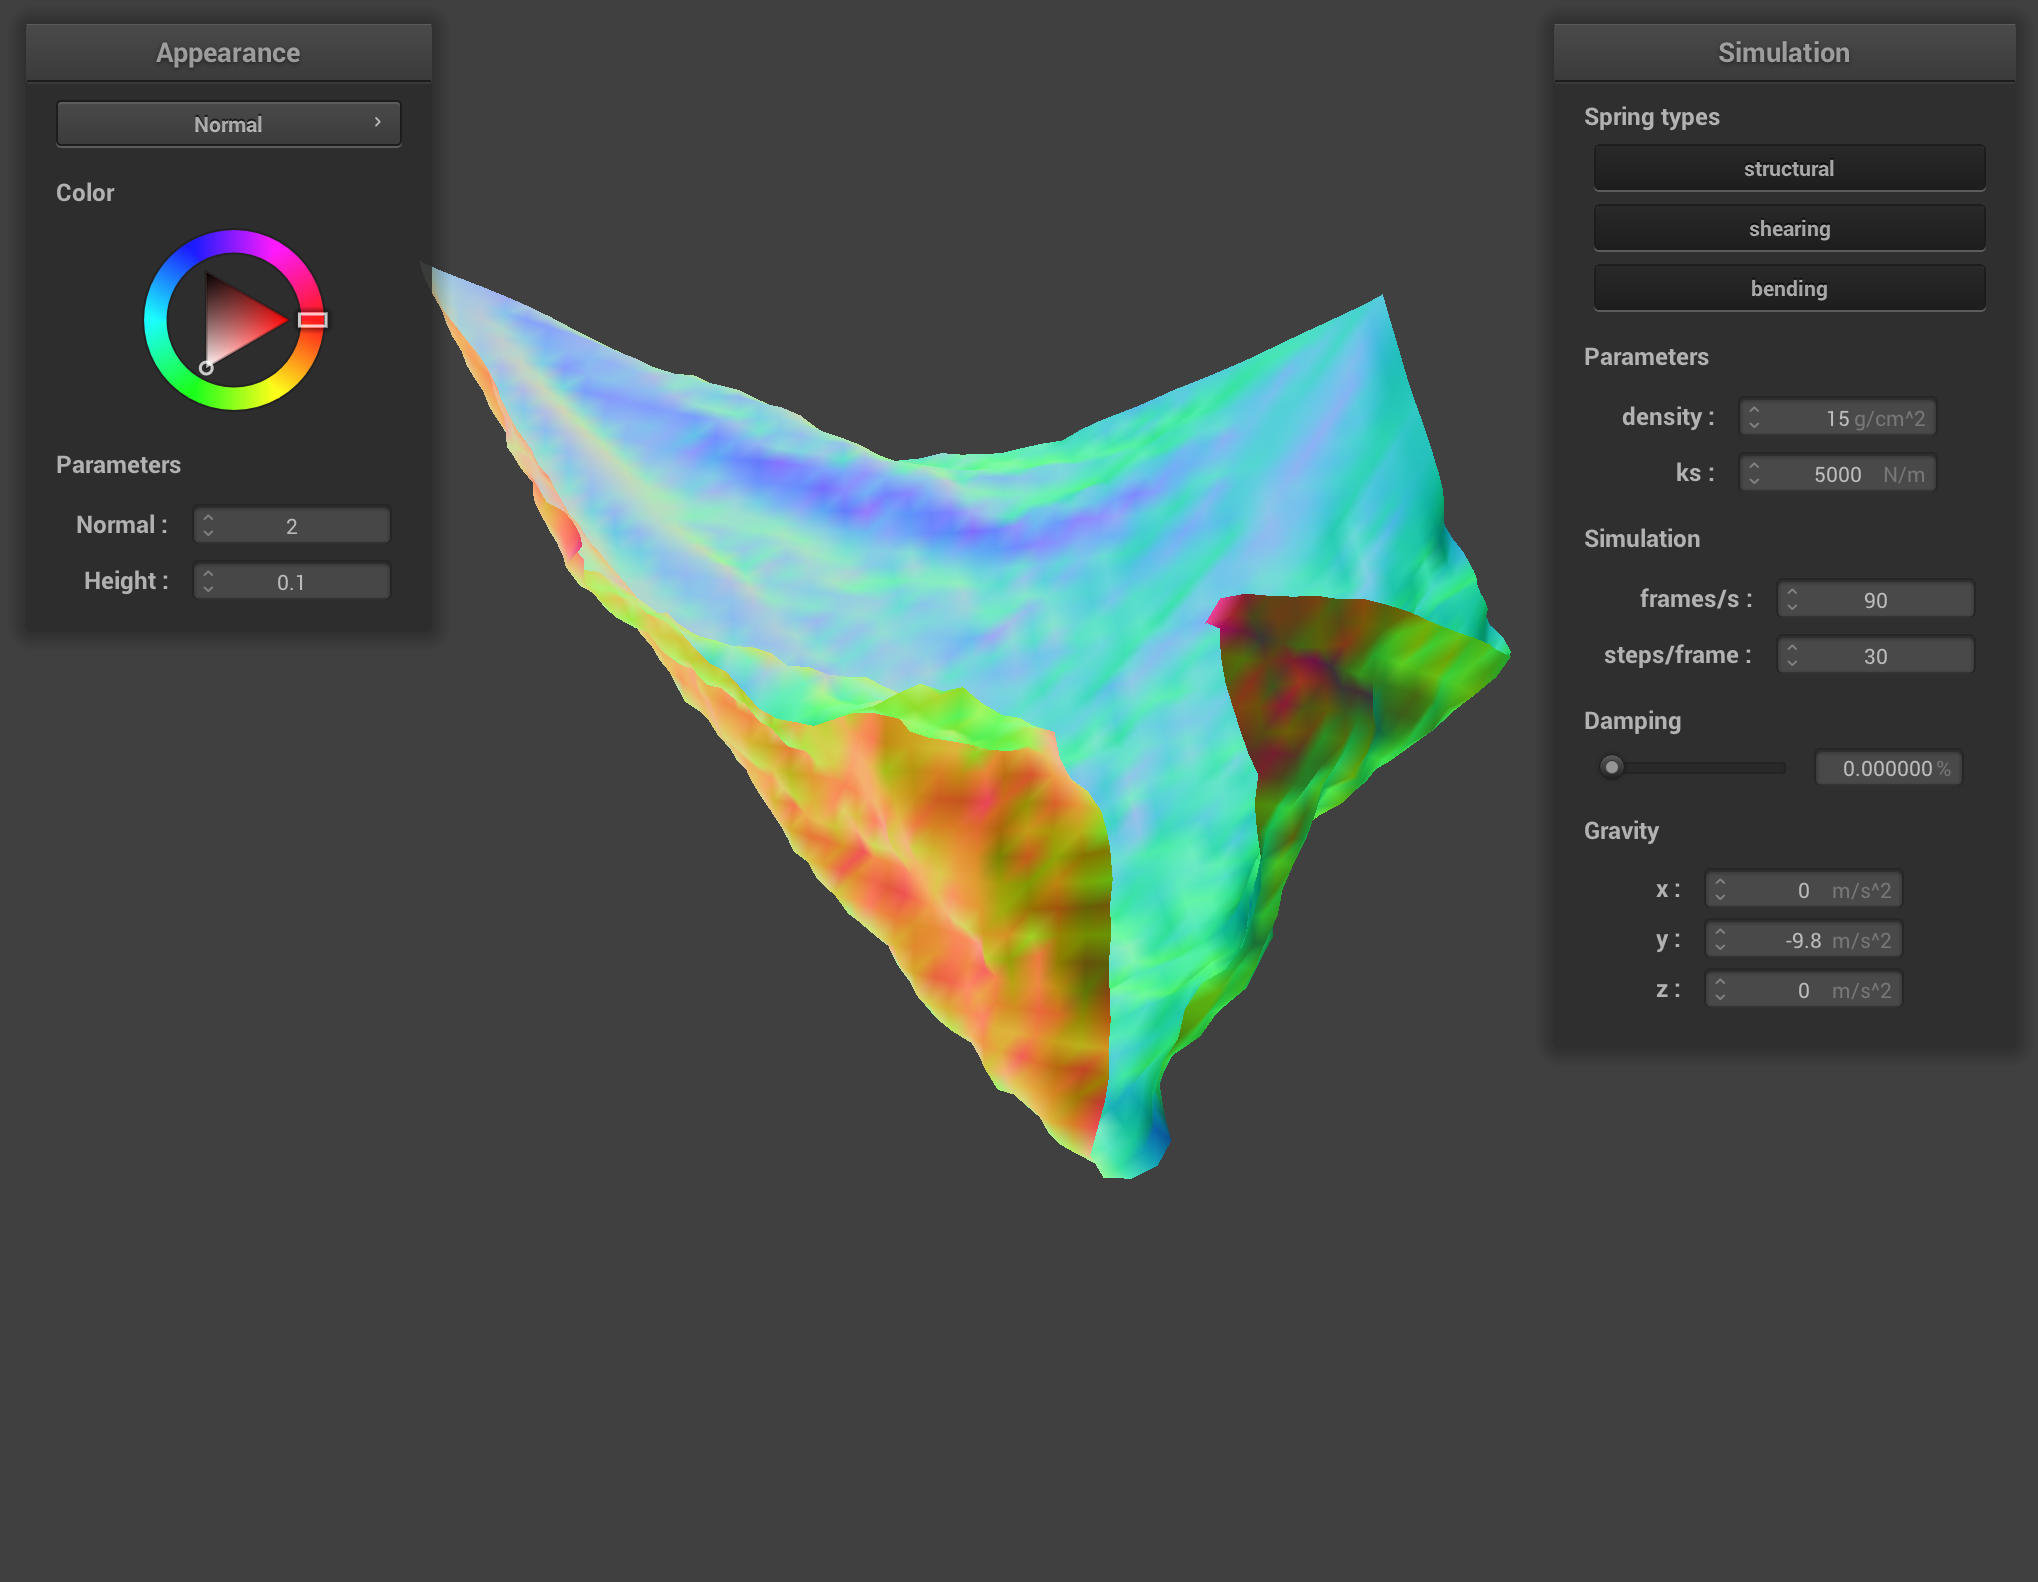 Appearance
Normal
Color
Parameters
Normal : 2
Height : 0.1
Simulation
Spring types
structural
shearing
bending
Parameters
density : 15 g/cm^2
ks : 5000 N/m
Simulation
frames/s : 90
steps/frame : 30
Damping
0.000000 %
Gravity
x : 0 m/s^2
y : -9.8 m/s^2
z : 0 m/s^2